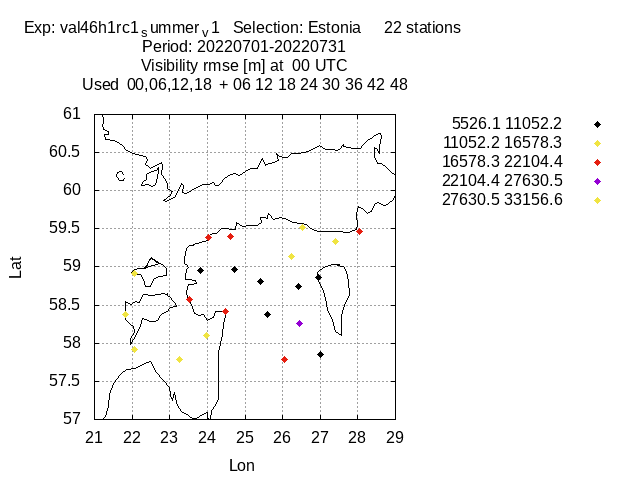 Exp: val46h1rc1summerv1 Selection: Estonia 22 stations
Period: 20220701-20220731
Visibility rmse [m] at 00 UTC
Used 00,06,12,18 + 06 12 18 24 30 36 42 48
5526.1 11052.2
11052.2 16578.3
16578.3 22104.4
22104.4 27630.5
27630.5 33156.6
61
60.5
60
59.5
59
58.5
58
57.5
57
Lat
21 22 23 24 25 26 27 28 29
Lon